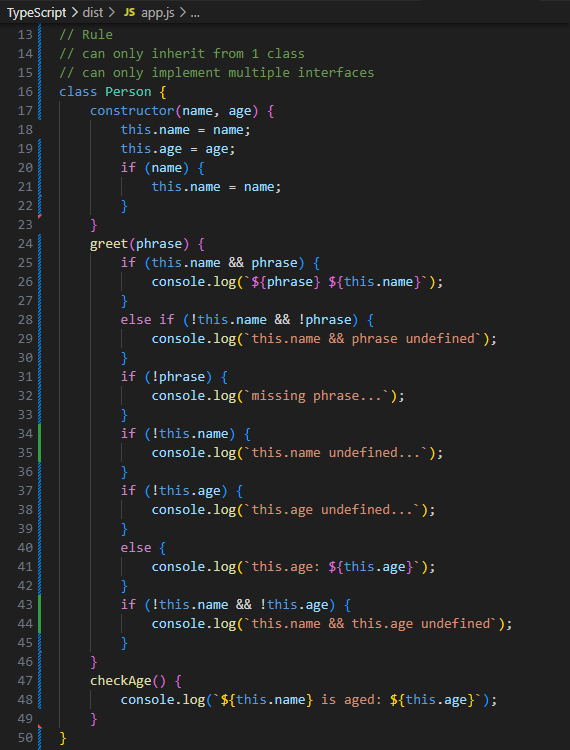 TypeScript > dist > JS app.js > ...
13 // Rule
14 // can only inherit from 1 class
15 // can only implement multiple interfaces
16 class Person {
17     constructor(name, age) {
18         this.name = name;
19         this.age = age;
20         if (name) {
21             this.name = name;
22         }
23     }
24     greet(phrase) {
25         if (this.name && phrase) {
26             console.log(`${phrase} ${this.name}`);
27         }
28         else if (!this.name && !phrase) {
29             console.log(`this.name && phrase undefined`);
30         }
31         if (!phrase) {
32             console.log(`missing phrase...`);
33         }
34         if (!this.name) {
35             console.log(`this.name undefined...`);
36         }
37         if (!this.age) {
38             console.log(`this.age undefined...`);
39         }
40         else {
41             console.log(`this.age: ${this.age}`);
42         }
43         if (!this.name && !this.age) {
44             console.log(`this.name && this.age undefined`);
45         }
46     }
47     checkAge() {
48         console.log(`${this.name} is aged: ${this.age}`);
49     }
50 }